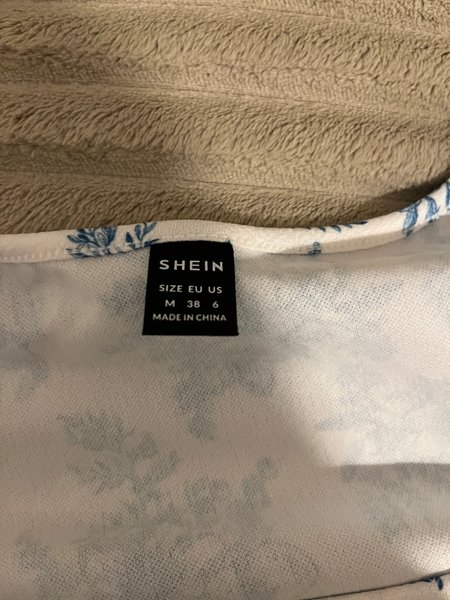 SHEIN
SIZE EU US
M 38 6
MADE IN CHINA